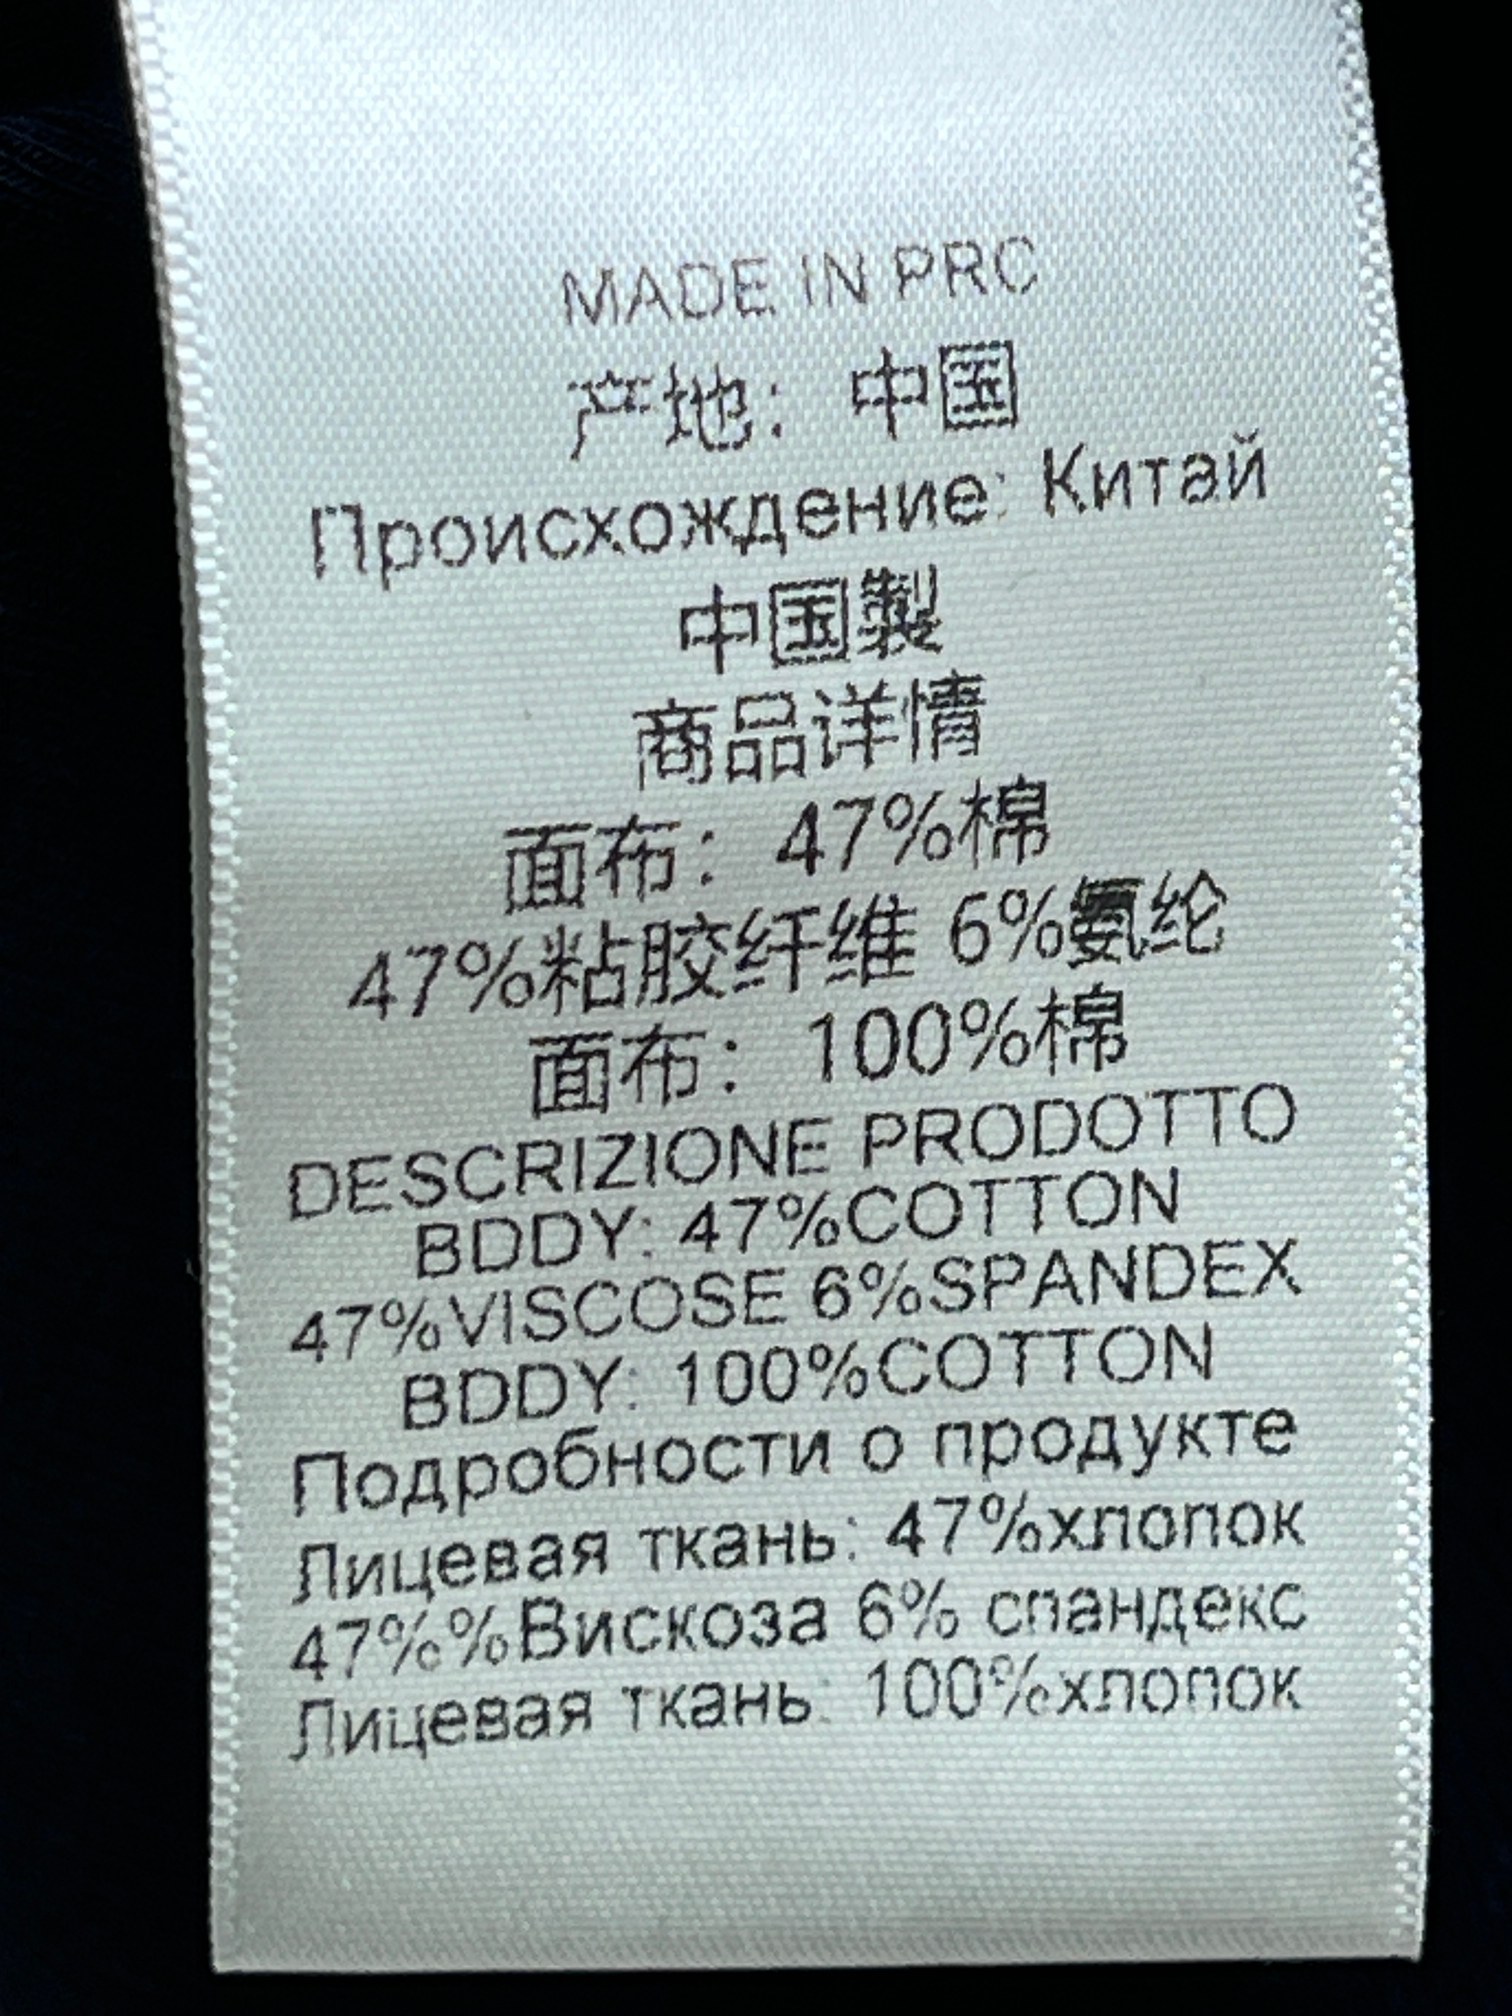 MADE IN PRC
产地： 中国
Происхождение: Китай
中国製
商品详情
面布： 47%棉
47%粘胶纤维 6%氨纶
面布： 100%棉
DESCRIZIONE PRODOTTO
BDDY: 47%COTTON
47%VISCOSE 6%SPANDEX
BDDY: 100%COTTON
Подробности о продукте
Лицевая ткань: 47%хлопок
47%%Вискоза 6% спандекс
Лицевая ткань: 100%хлопок